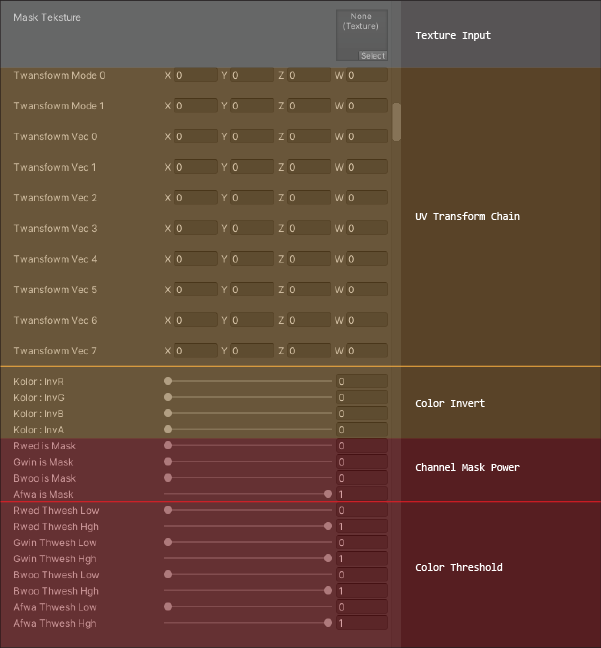 Mask Teksture
None
(Texture)
Select
Texture Input
Twansfowm Mode 0 X 0 Y 0 Z 0 W 0
Twansfowm Mode 1 X 0 Y 0 Z 0 W 0
Twansfowm Vec 0 X 0 Y 0 Z 0 W 0
Twansfowm Vec 1 X 0 Y 0 Z 0 W 0
Twansfowm Vec 2 X 0 Y 0 Z 0 W 0
UV Transform Chain
Twansfowm Vec 3 X 0 Y 0 Z 0 W 0
Twansfowm Vec 4 X 0 Y 0 Z 0 W 0
Twansfowm Vec 5 X 0 Y 0 Z 0 W 0
Twansfowm Vec 6 X 0 Y 0 Z 0 W 0
Twansfowm Vec 7 X 0 Y 0 Z 0 W 0
Kolor : InvR 0
Kolor : InvG 0
Color Invert
Kolor : InvB 0
Kolor : InvA 0
Rwed is Mask 0
Gwin is Mask 0
Channel Mask Power
Bwoo is Mask 0
Afwa is Mask 1
Rwed Thwesh Low 0
Rwed Thwesh Hgh 1
Gwin Thwesh Low 0
Gwin Thwesh Hgh 1
Color Threshold
Bwoo Thwesh Low 0
Bwoo Thwesh Hgh 1
Afwa Thwesh Low 0
Afwa Thwesh Hgh 1